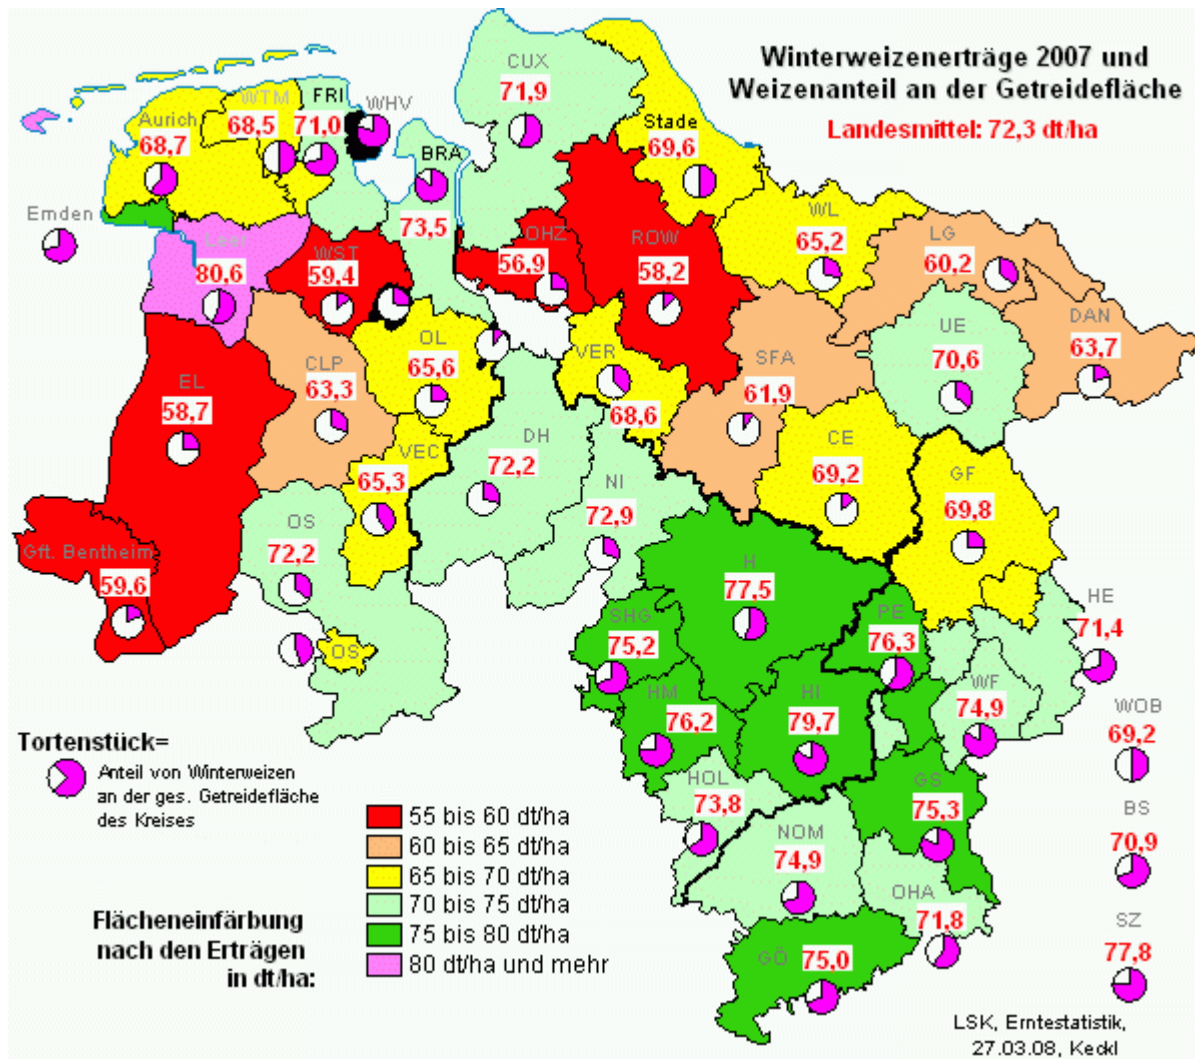 Winterweizenerträge 2007 und
Weizenanteil an der Getreidefläche
Landesmittel: 72,3 dt/ha
CUX
71,9
Aurich
68,7
WTM
68,5
FRI
71,0
WHV
BRA
73,5
Stade
69,6
Emden
Leer
80,6
WST
59,4
OHZ
56,9
ROW
58,2
WL
65,2
LG
60,2
DAN
63,7
UE
70,6
EL
58,7
CLP
63,3
OL
65,6
VER
68,6
SFA
61,9
CE
69,2
VEC
65,3
DH
72,2
NI
72,9
GF
69,8
OS
72,2
Gft. Bentheim
59,6
OS
H
77,5
SHG
75,2
PE
76,3
HE
71,4
HM
76,2
HI
79,7
WF
74,9
WOB
69,2
HOL
73,8
GS
75,3
BS
70,9
NOM
74,9
OHA
71,8
SZ
77,8
GÖ
75,0
Tortenstück=
Anteil von Winterweizen
an der ges. Getreidefläche
des Kreises
Flächeneinfärbung
nach den Erträgen
in dt/ha:
55 bis 60 dt/ha
60 bis 65 dt/ha
65 bis 70 dt/ha
70 bis 75 dt/ha
75 bis 80 dt/ha
80 dt/ha und mehr
LSK, Erntestatistik,
27.03.08, Keckl